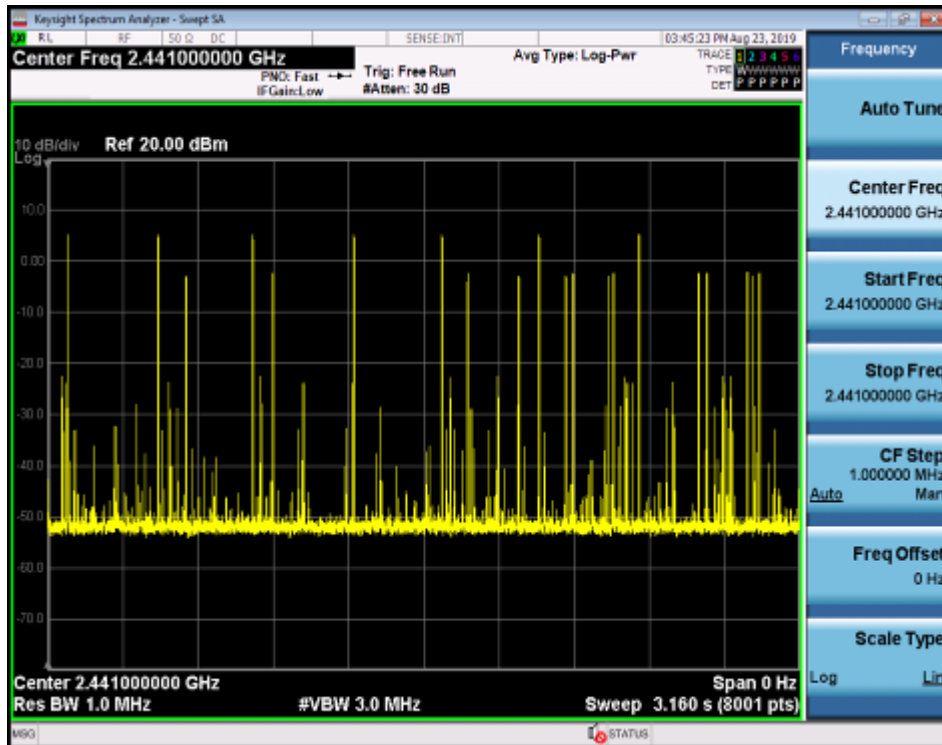 Keysight Spectrum Analyzer - Swept SA
RL RF 50 Ω DC SENSE:INT 03:45:23 PM Aug 23, 2019
Center Freq 2.441000000 GHz
Avg Type: Log-Pwr
TRACE 1 2 3 4 5 6
PNO: Fast
Trig: Free Run
TYPE WWWWWW
IFGain:Low
#Atten: 30 dB
DET P P P P P P
10 dB/div Ref 20.00 dBm
Log
10.0
0.00
-10.0
-20.0
-30.0
-40.0
-50.0
-60.0
-70.0
Center 2.441000000 GHz Span 0 Hz
Res BW 1.0 MHz #VBW 3.0 MHz Sweep 3.160 s (8001 pts)
MSG STATUS
Frequency
Auto Tune
Center Freq
2.441000000 GHz
Start Freq
2.441000000 GHz
Stop Freq
2.441000000 GHz
CF Step
1.000000 MHz
Auto Man
Freq Offset
0 Hz
Scale Type
Log Lin